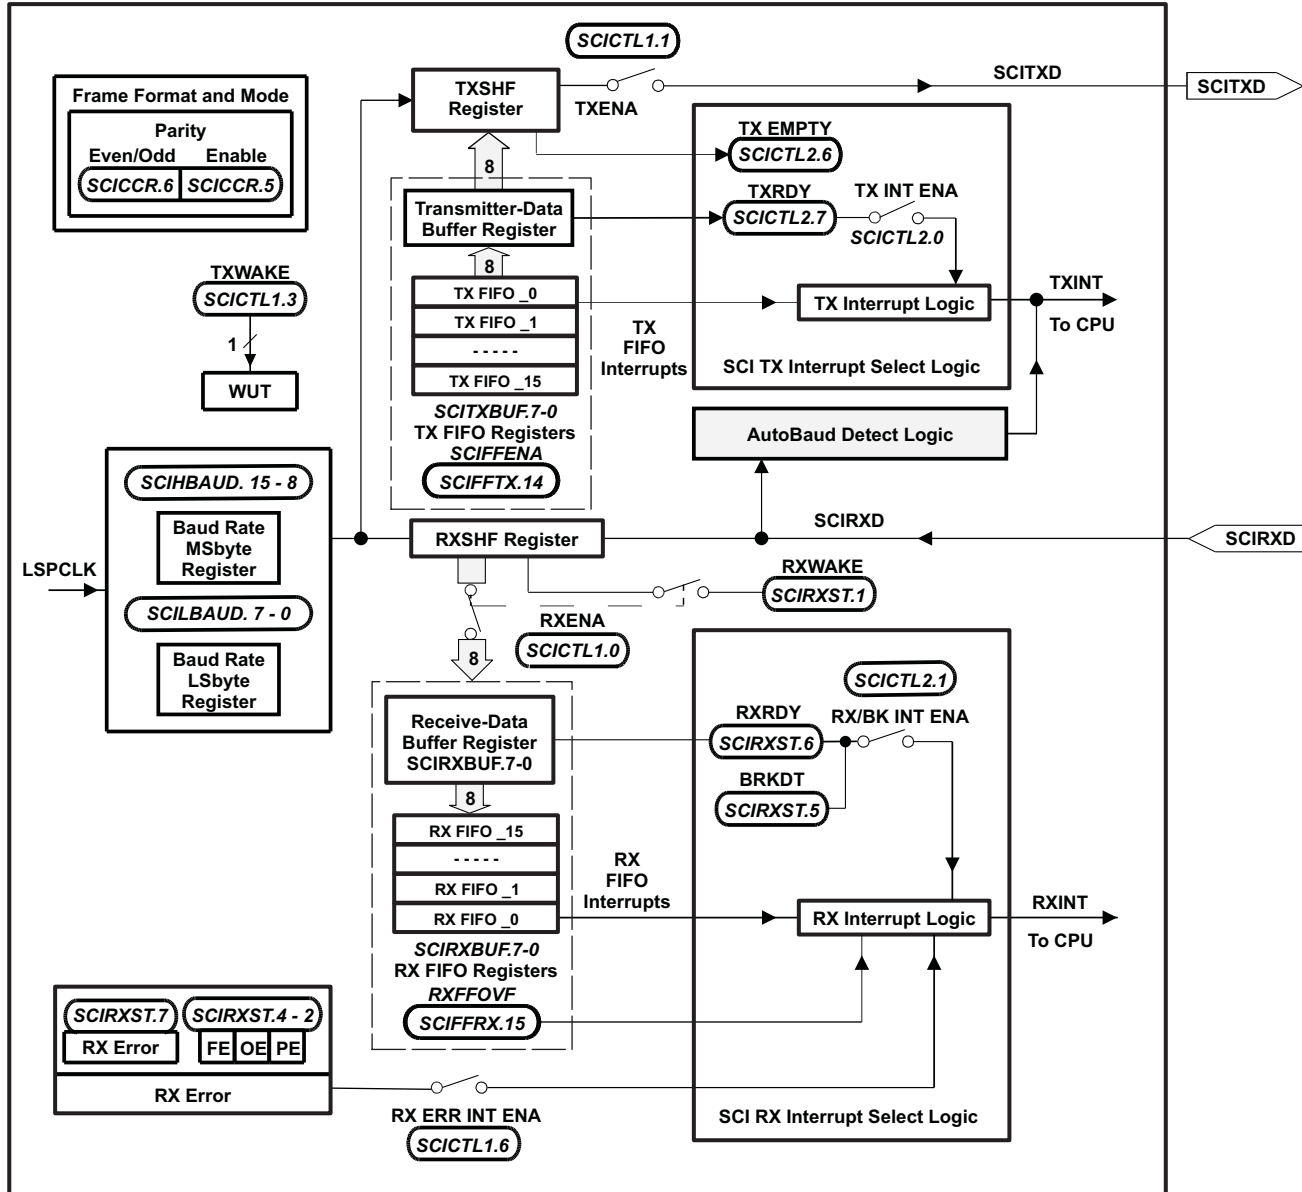 SCICTL1.1
TXSHF
Register
TXENA
SCITXD
SCITXD
Frame Format and Mode
Parity
Even/Odd Enable
SCICCR.6 SCICCR.5
TX EMPTY
SCICTL2.6
8
Transmitter-Data
Buffer Register
TXRDY
SCICTL2.7
TX INT ENA
SCICTL2.0
8
TXWAKE
SCICTL1.3
1
WUT
TX FIFO _0
TX FIFO _1
- - - - -
TX FIFO _15
TX
FIFO
Interrupts
TX Interrupt Logic
TXINT
To CPU
SCI TX Interrupt Select Logic
SCITXBUF.7-0
TX FIFO Registers
SCIFFENA
SCIFFTX.14
AutoBaud Detect Logic
LSPCLK
SCIHBAUD. 15 - 8
Baud Rate
MSbyte
Register
SCILBAUD. 7 - 0
Baud Rate
LSbyte
Register
RXSHF Register
SCIRXD
SCIRXD
RXWAKE
SCIRXST.1
RXENA
SCICTL1.0
8
Receive-Data
Buffer Register
SCIRXBUF.7-0
8
SCICTL2.1
RXRDY
SCIRXST.6
RX/BK INT ENA
BRKDT
SCIRXST.5
RX FIFO _15
- - - - -
RX FIFO _1
RX FIFO _0
RX
FIFO
Interrupts
RX Interrupt Logic
RXINT
To CPU
SCIRXBUF.7-0
RX FIFO Registers
RXFFOVF
SCIFFRX.15
SCIRXST.7 SCIRXST.4 - 2
RX Error FE OE PE
RX Error
RX ERR INT ENA
SCICTL1.6
SCI RX Interrupt Select Logic